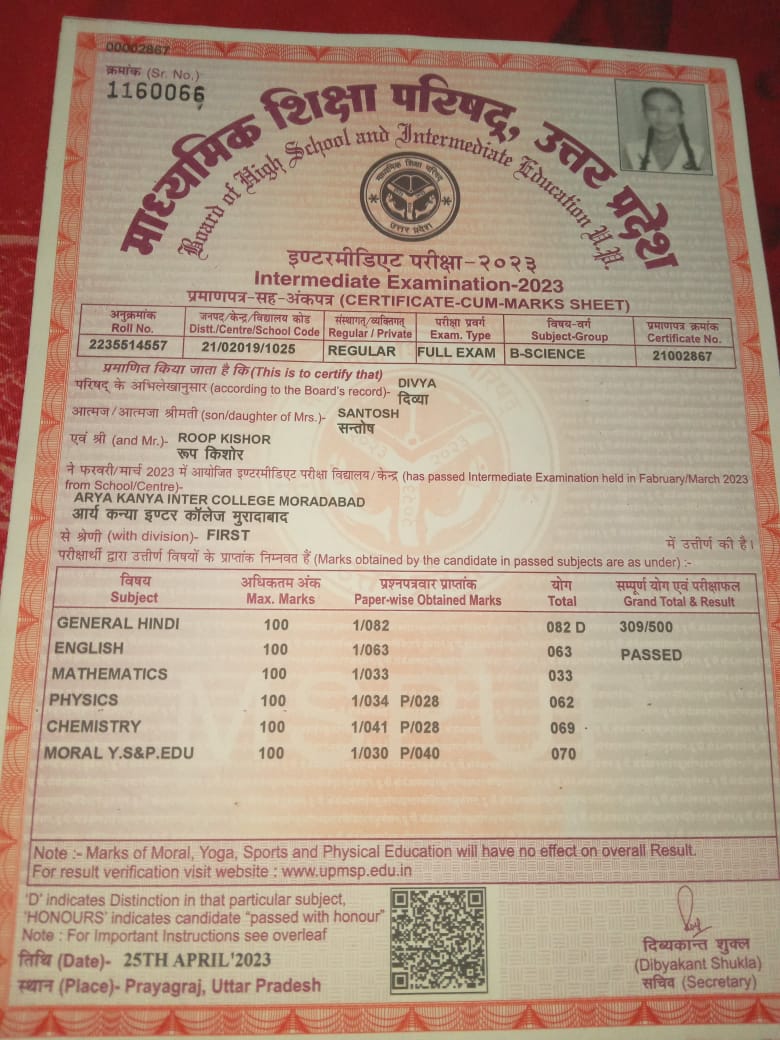 00002867
क्रमांक (Sr. No.)
1160066
माध्यमिक शिक्षा परिषद्, उत्तर प्रदेश
Board of High School and Intermediate Education U.P.
माध्यमिक शिक्षा परिषद
उत्तर प्रदेश
इण्टरमीडिएट परीक्षा-२०२३
Intermediate Examination-2023
प्रमाणपत्र-सह-अंकपत्र (CERTIFICATE-CUM-MARKS SHEET)
अनुक्रमांक जनपद/केन्द्र/विद्यालय कोड संस्थागत/व्यक्तिगत परीक्षा प्रवर्ग विषय-वर्ग प्रमाणपत्र क्रमांक
Roll No. Distt./Centre/School Code Regular / Private Exam. Type Subject-Group Certificate No.
2235514557 21/02019/1025 REGULAR FULL EXAM B-SCIENCE 21002867
प्रमाणित किया जाता है कि(This is to certify that)
परिषद् के अभिलेखानुसार (according to the Board's record)- DIVYA
दिव्या
आत्मज/आत्मजा श्रीमती (son/daughter of Mrs.)- SANTOSH
सन्तोष
एवं श्री (and Mr.)- ROOP KISHOR
रूप किशोर
ने फरवरी/मार्च 2023 में आयोजित इण्टरमीडिएट परीक्षा विद्यालय/केन्द्र (has passed Intermediate Examination held in Fabruary/March 2023
from School/Centre)-
ARYA KANYA INTER COLLEGE MORADABAD
आर्य कन्या इण्टर कॉलेज मुरादाबाद
से श्रेणी (with division)- FIRST में उत्तीर्ण की है।
परीक्षार्थी द्वारा उत्तीर्ण विषयों के प्राप्तांक निम्नवत हैं (Marks obtained by the candidate in passed subjects are as under) :-
विषय अधिकतम अंक प्रश्नपत्रवार प्राप्तांक योग सम्पूर्ण योग एवं परीक्षाफल
Subject Max. Marks Paper-wise Obtained Marks Total Grand Total & Result
GENERAL HINDI 100 1/082 082 D 309/500
ENGLISH 100 1/063 063 PASSED
MATHEMATICS 100 1/033 033
PHYSICS 100 1/034 P/028 062
CHEMISTRY 100 1/041 P/028 069
MORAL Y.S&P.EDU 100 1/030 P/040 070
Note :- Marks of Moral, Yoga, Sports and Physical Education will have no effect on overall Result.
For result verification visit website : www.upmsp.edu.in
'D' indicates Distinction in that particular subject,
'HONOURS' indicates candidate "passed with honour"
Note : For Important Instructions see overleaf
तिथि (Date)- 25TH APRIL'2023
स्थान (Place)- Prayagraj, Uttar Pradesh
दिब्यकान्त शुक्ल
(Dibyakant Shukla)
सचिव (Secretary)